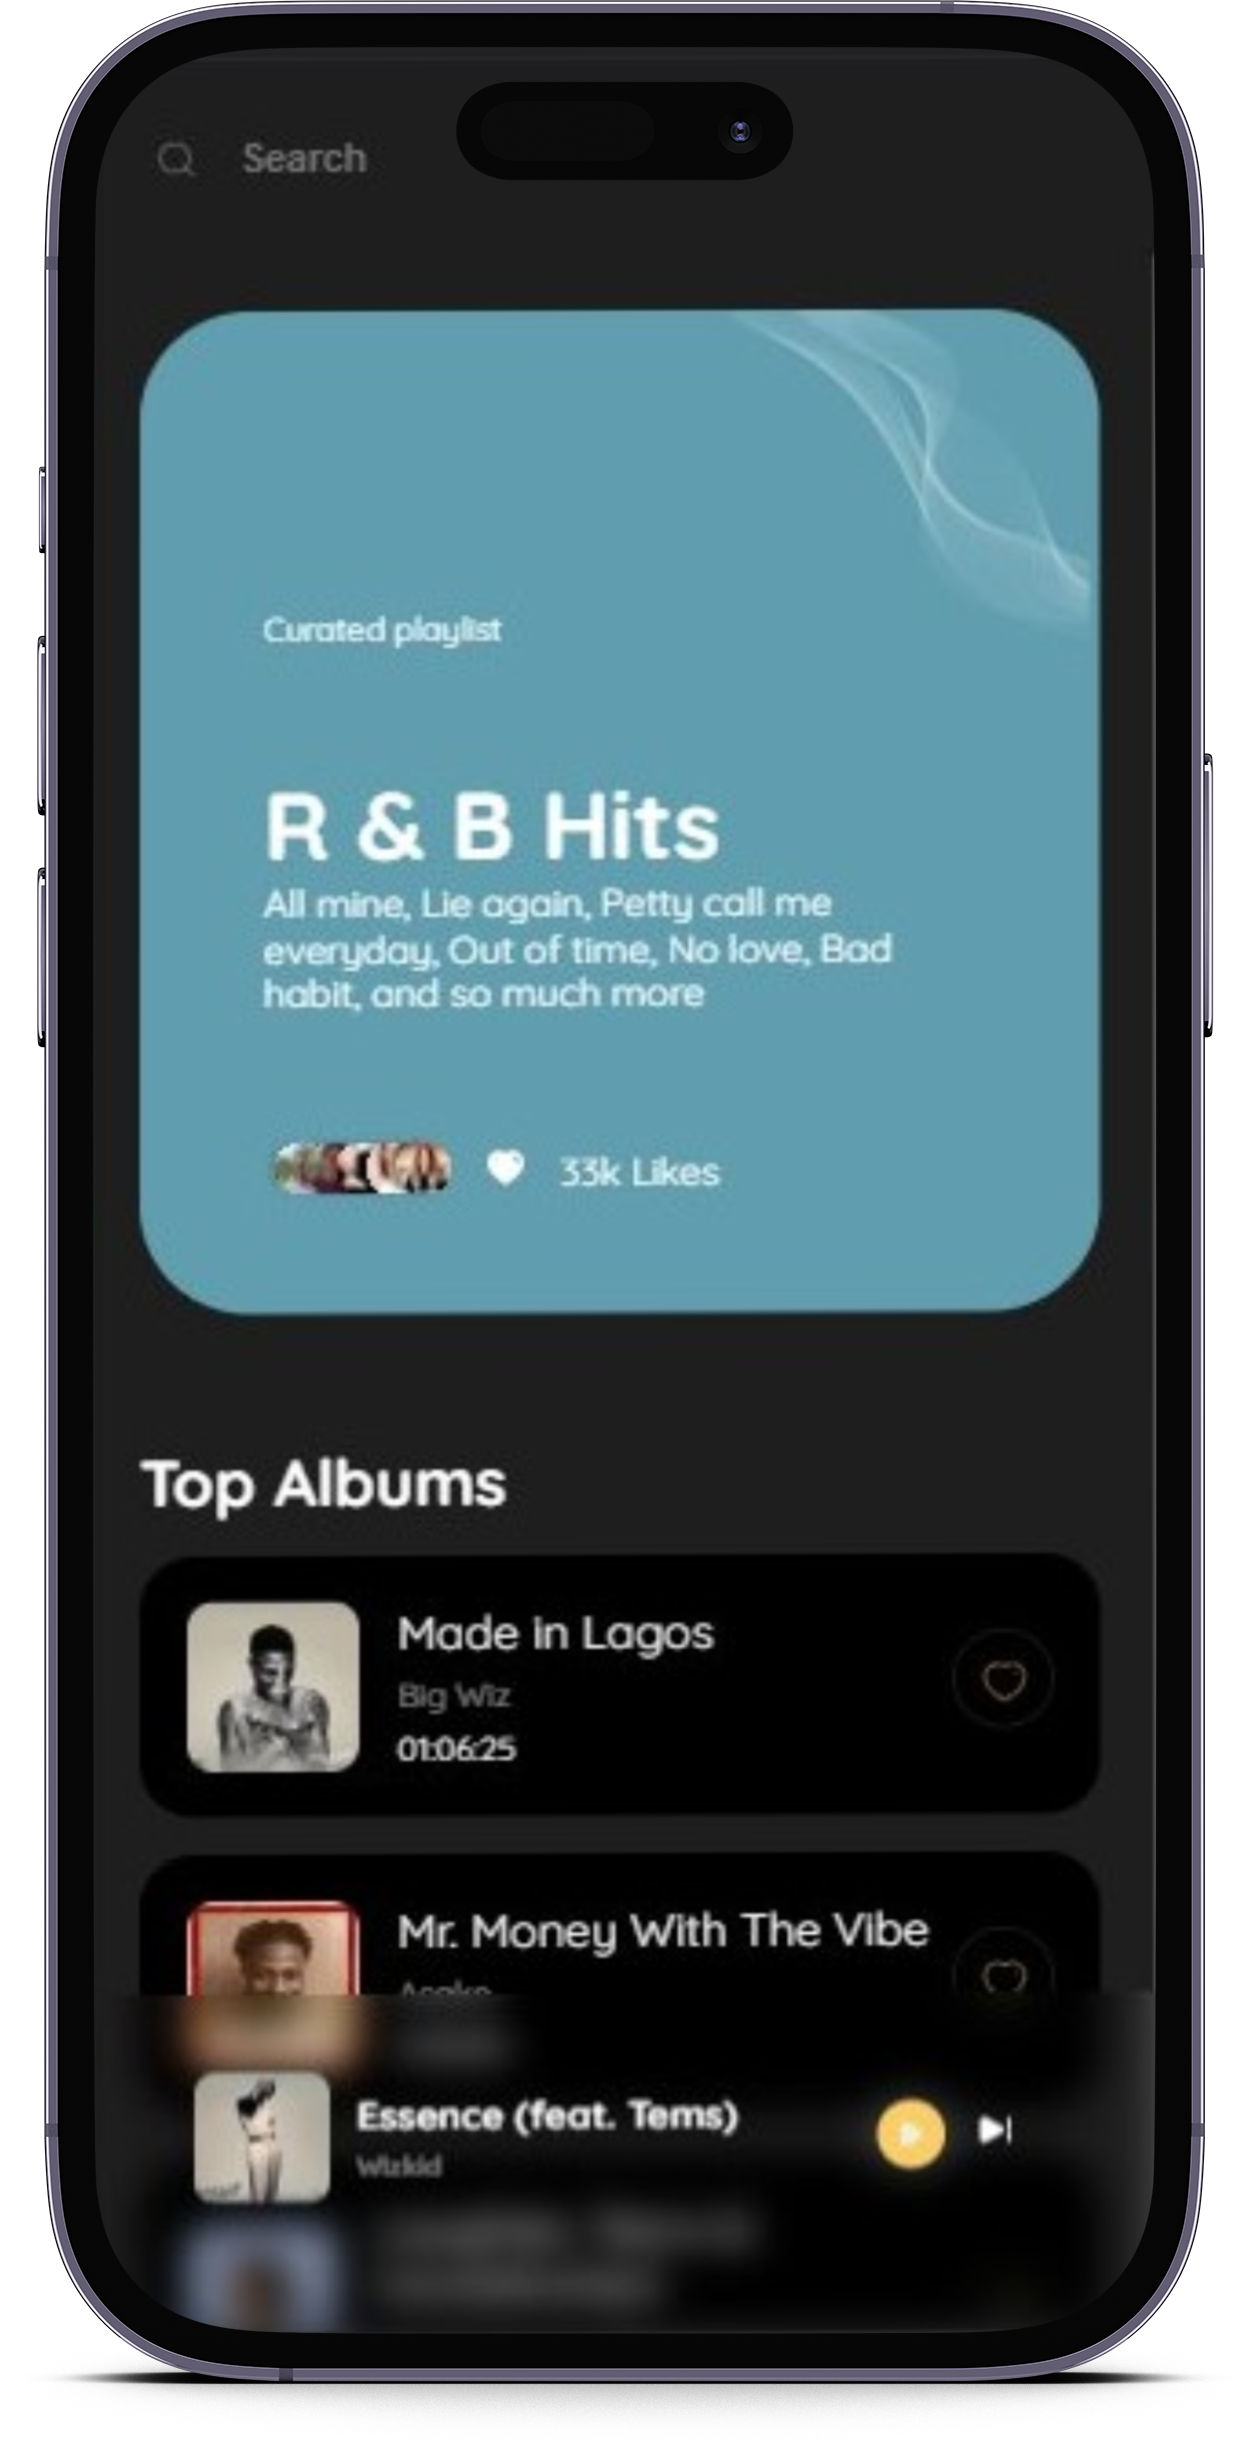 Search
Curated playlist
R & B Hits
All mine, Lie again, Petty call me
everyday, Out of time, No love, Bad
habit, and so much more
33k Likes
Top Albums
Made in Lagos
Big Wiz
01:06:25
Mr. Money With The Vibe
Asake
Essence (feat. Tems)
Wizkid